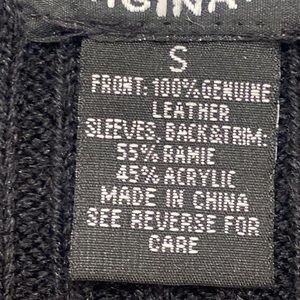 S
FRONT: 100% GENUINE
LEATHER
SLEEVES, BACK&TRIM:
55% RAMIE
45% ACRYLIC
MADE IN CHINA
SEE REVERSE FOR
CARE